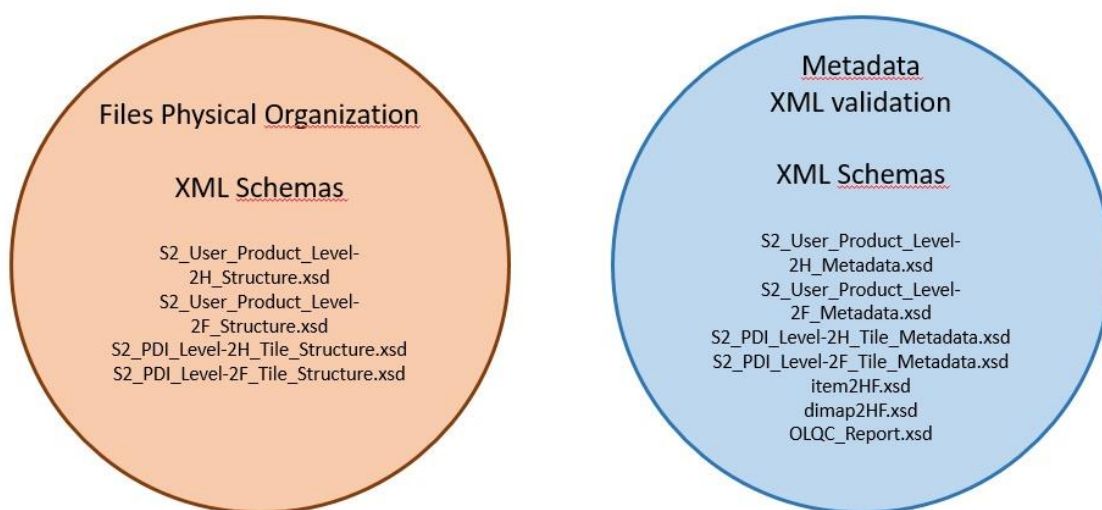 Files Physical Organization
XML Schemas
S2_User_Product_Level-
2H_Structure.xsd
S2_User_Product_Level-
2F_Structure.xsd
S2_PDI_Level-2H_Tile_Structure.xsd
S2_PDI_Level-2F_Tile_Structure.xsd
Metadata
XML validation
XML Schemas
S2_User_Product_Level-
2H_Metadata.xsd
S2_User_Product_Level-
2F_Metadata.xsd
S2_PDI_Level-2H_Tile_Metadata.xsd
S2_PDI_Level-2F_Tile_Metadata.xsd
item2HF.xsd
dimap2HF.xsd
OLQC_Report.xsd